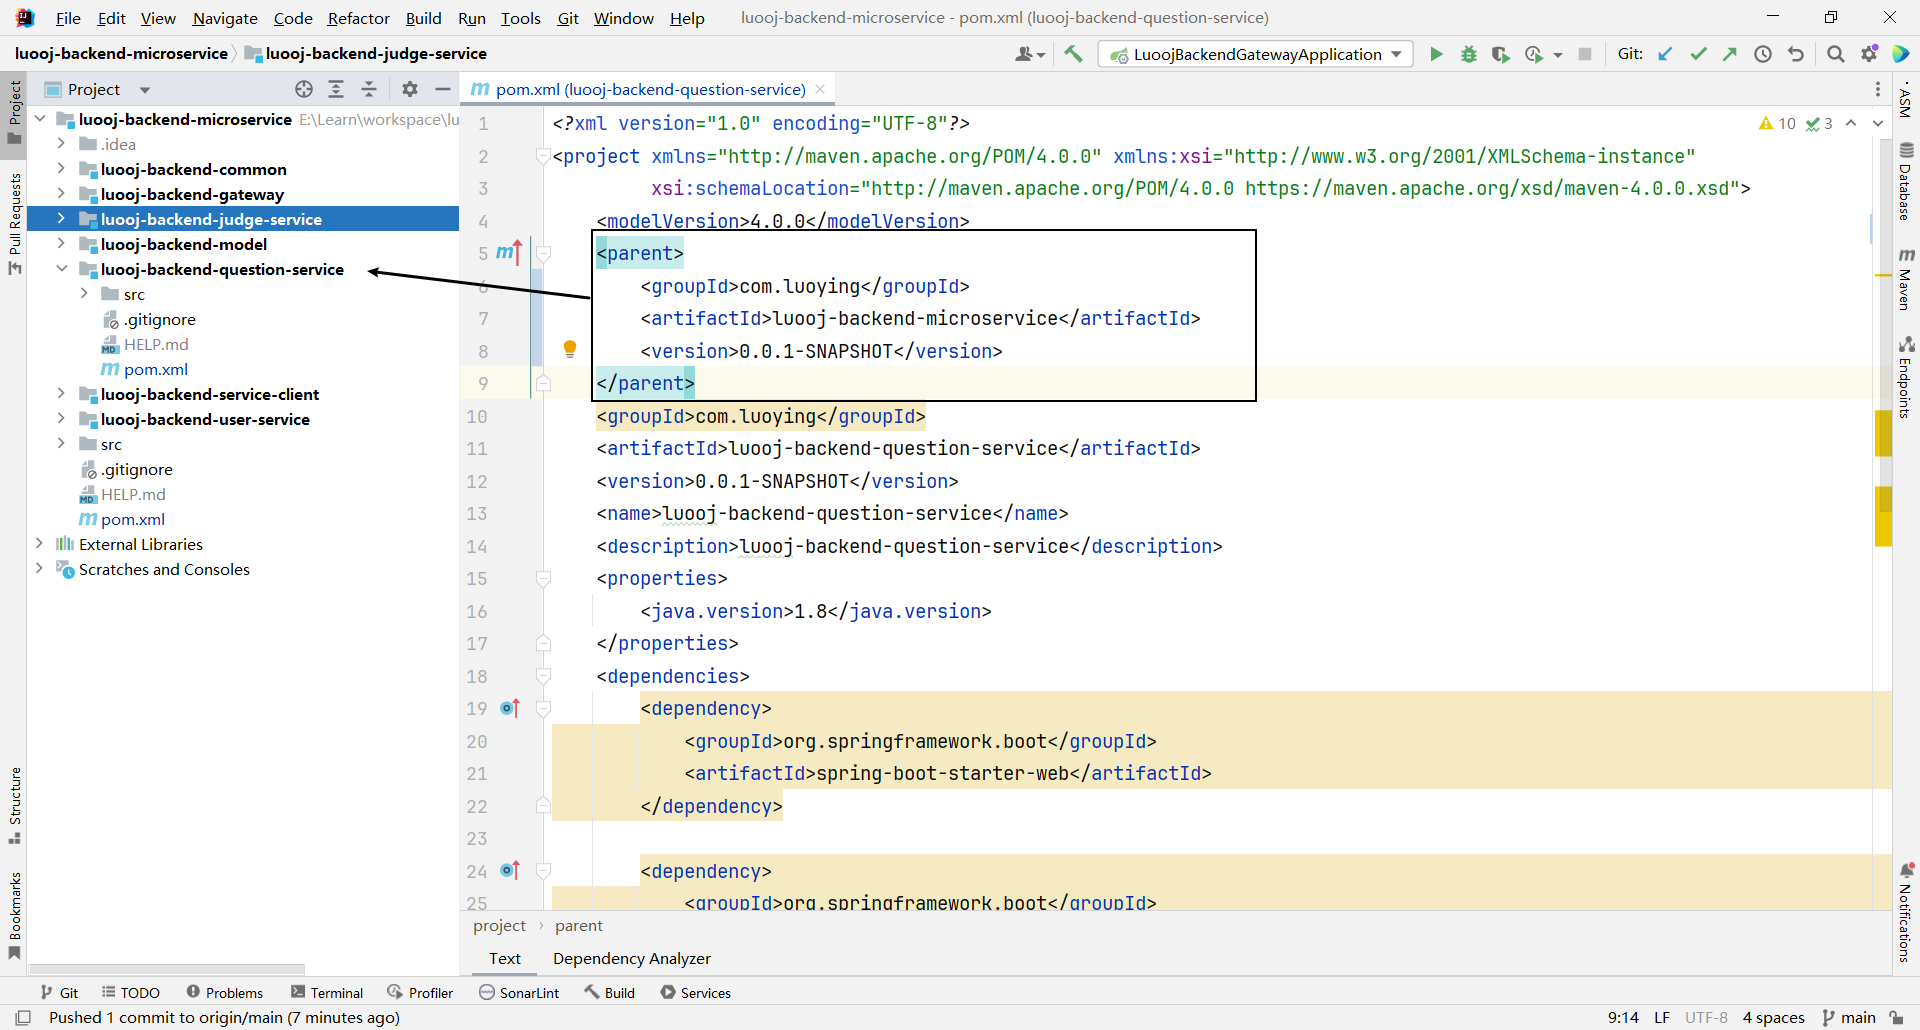 File Edit View Navigate Code Refactor Build Run Tools Git Window Help luooj-backend-microservice - pom.xml (luooj-backend-question-service)
luooj-backend-microservice luooj-backend-judge-service LuoojBackendGatewayApplication Git:
Project
pom.xml (luooj-backend-question-service)
luooj-backend-microservice E:\Learn\workspace\lu
.idea
luooj-backend-common
luooj-backend-gateway
luooj-backend-judge-service
luooj-backend-model
luooj-backend-question-service
src
.gitignore
HELP.md
pom.xml
luooj-backend-service-client
luooj-backend-user-service
src
.gitignore
HELP.md
pom.xml
External Libraries
Scratches and Consoles
Project
Pull Requests
Structure
Bookmarks
10 3
1 <?xml version="1.0" encoding="UTF-8"?>
2 <project xmlns="http://maven.apache.org/POM/4.0.0" xmlns:xsi="http://www.w3.org/2001/XMLSchema-instance"
3 xsi:schemaLocation="http://maven.apache.org/POM/4.0.0 https://maven.apache.org/xsd/maven-4.0.0.xsd">
4 <modelVersion>4.0.0</modelVersion>
5 <parent>
6 <groupId>com.luoying</groupId>
7 <artifactId>luooj-backend-microservice</artifactId>
8 <version>0.0.1-SNAPSHOT</version>
9 </parent>
10 <groupId>com.luoying</groupId>
11 <artifactId>luooj-backend-question-service</artifactId>
12 <version>0.0.1-SNAPSHOT</version>
13 <name>luooj-backend-question-service</name>
14 <description>luooj-backend-question-service</description>
15 <properties>
16 <java.version>1.8</java.version>
17 </properties>
18 <dependencies>
19 <dependency>
20 <groupId>org.springframework.boot</groupId>
21 <artifactId>spring-boot-starter-web</artifactId>
22 </dependency>
23
24 <dependency>
25 <groupId>org.springframework.boot</groupId>
project › parent
Text Dependency Analyzer
ASM
Database
Maven
Endpoints
Notifications
Git TODO Problems Terminal Profiler SonarLint Build Services
Pushed 1 commit to origin/main (7 minutes ago) 9:14 LF UTF-8 4 spaces main